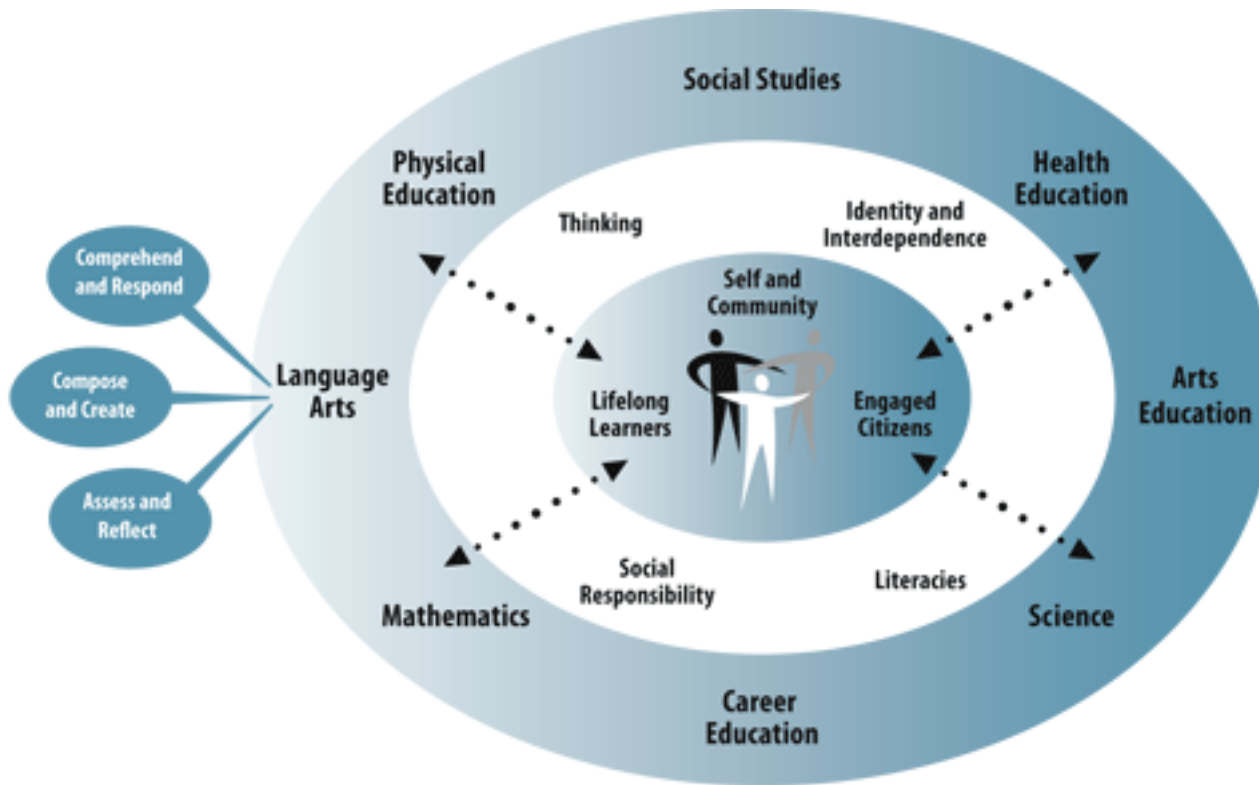 Social Studies
Physical
Education
Health
Education
Thinking
Identity and
Interdependence
Comprehend
and Respond
Self and
Community
Compose
and Create
Language
Arts
Lifelong
Learners
Engaged
Citizens
Arts
Education
Assess and
Reflect
Social
Responsibility
Literacies
Mathematics
Science
Career
Education